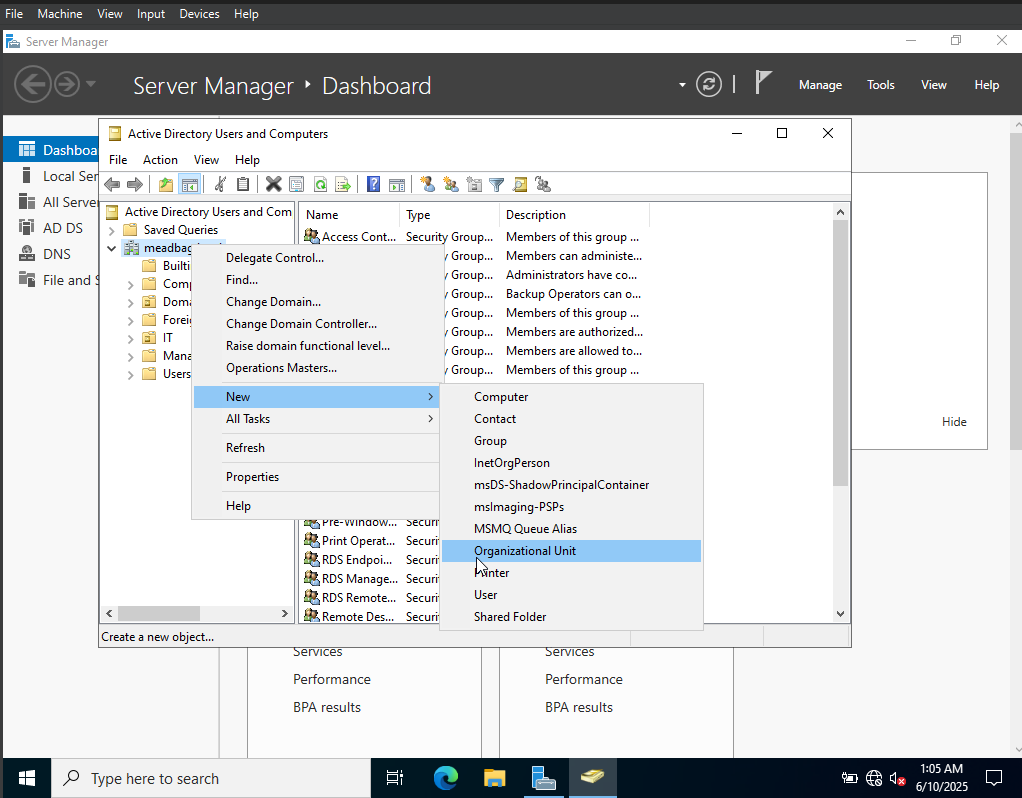 File Machine View Input Devices Help
Server Manager
Server Manager Dashboard
Manage Tools View Help
Dashboa
Local Ser
All Server
AD DS
DNS
File and S
Active Directory Users and Computers
File Action View Help
Active Directory Users and Com
Saved Queries
meadbag
Builti
Comp
Doma
Foreig
IT
Mana
Users
Name Type Description
Access Cont... Security Group... Members of this group ...
y Group... Members can administe...
y Group... Administrators have co...
y Group... Backup Operators can o...
y Group... Members of this group ...
y Group... Members are authorized...
y Group... Members are allowed to...
y Group... Members of this group ...
Pre-Window... Securi
Print Operat... Securi
RDS Endpoi... Securi
RDS Manage... Securi
RDS Remote... Securi
Remote Des... Securi
Delegate Control...
Find...
Change Domain...
Change Domain Controller...
Raise domain functional level...
Operations Masters...
New
All Tasks
Refresh
Properties
Help
Computer
Contact
Group
InetOrgPerson
msDS-ShadowPrincipalContainer
msImaging-PSPs
MSMQ Queue Alias
Organizational Unit
Printer
User
Shared Folder
Create a new object...
Hide
Services
Performance
BPA results
Services
Performance
BPA results
Type here to search
1:05 AM
6/10/2025